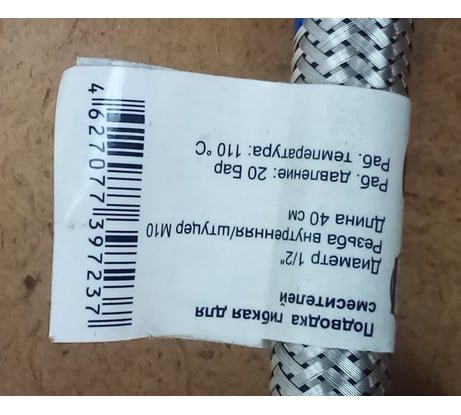 Подводка гибкая для
смесителей
Диаметр 1/2"
Резьба внутренняя/штуцер М10
Длина 40 см
Раб. давление: 20 Бар
Раб. температура: 110 °С
4627077397237